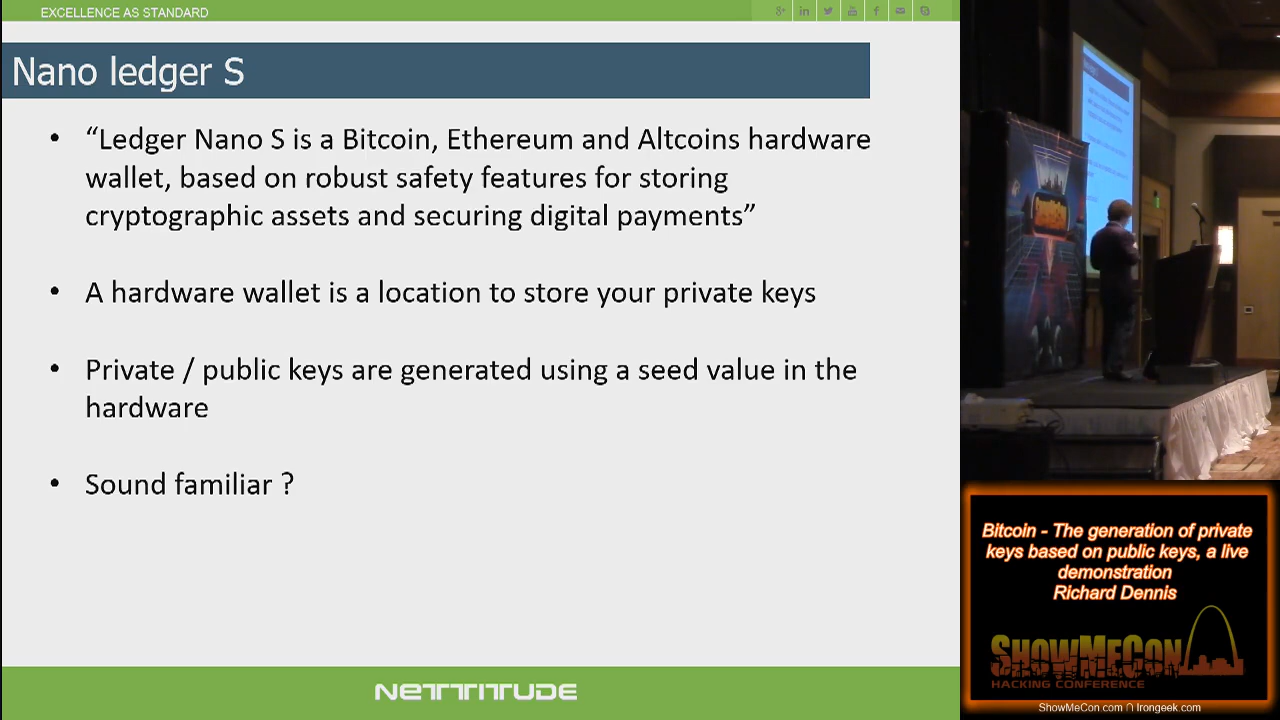 EXCELLENCE AS STANDARD
Nano ledger S
• “Ledger Nano S is a Bitcoin, Ethereum and Altcoins hardware
wallet, based on robust safety features for storing
cryptographic assets and securing digital payments”
• A hardware wallet is a location to store your private keys
• Private / public keys are generated using a seed value in the
hardware
• Sound familiar ?
NETTITUDE
Bitcoin - The generation of private
keys based on public keys, a live
demonstration
Richard Dennis
SHOWMECON
HACKING CONFERENCE
ShowMeCon.com ∩ Irongeek.com